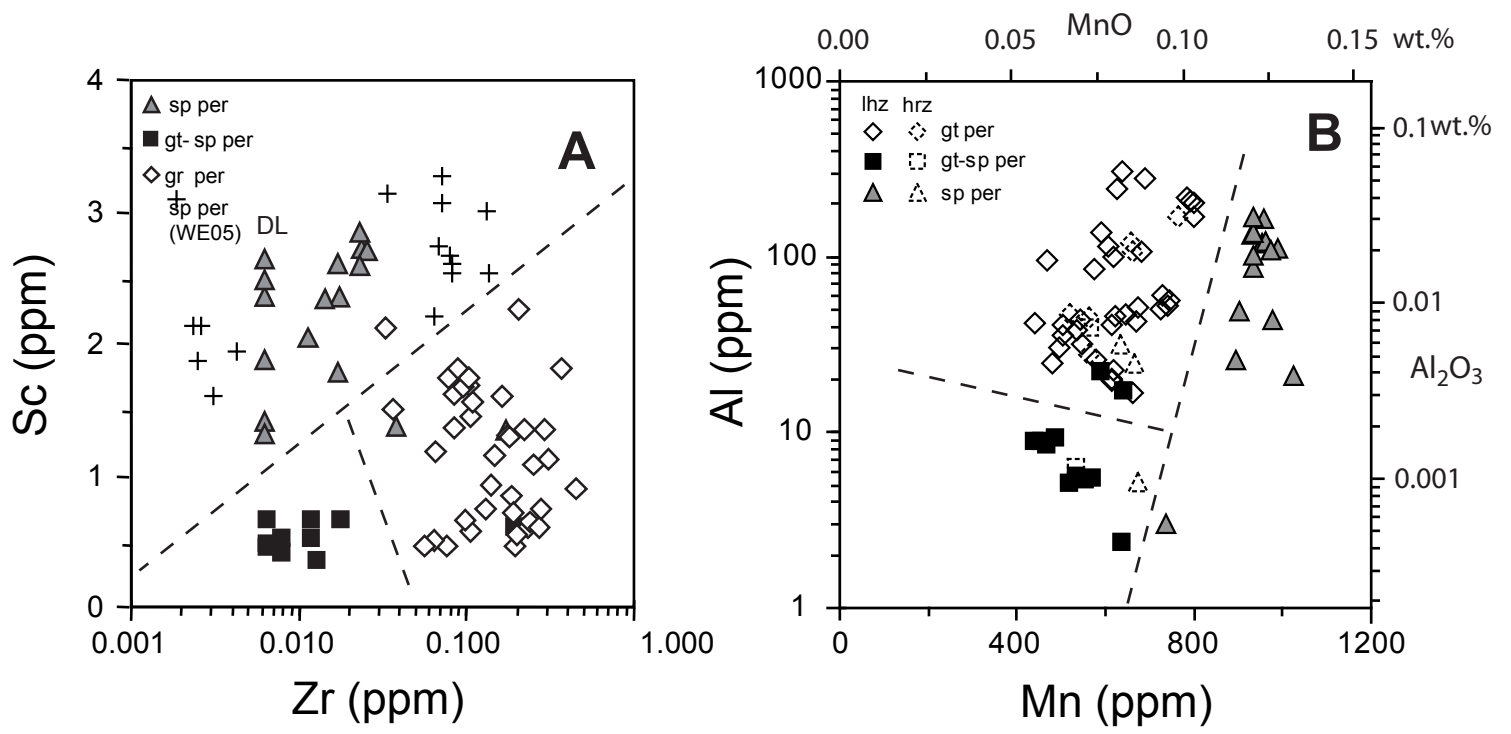 A
4
3
2
1
0
Sc (ppm)
sp per
gt- sp per
gr per
sp per
(WE05)
DL
0.001
0.010
0.100
1.000
Zr (ppm)
MnO
0.00
0.05
0.10
0.15 wt.%
B
1000
100
10
1
Al (ppm)
lhz hrz
gt per
gt-sp per
sp per
0.1wt.%
0.01
Al2O3
0.001
0
400
800
1200
Mn (ppm)